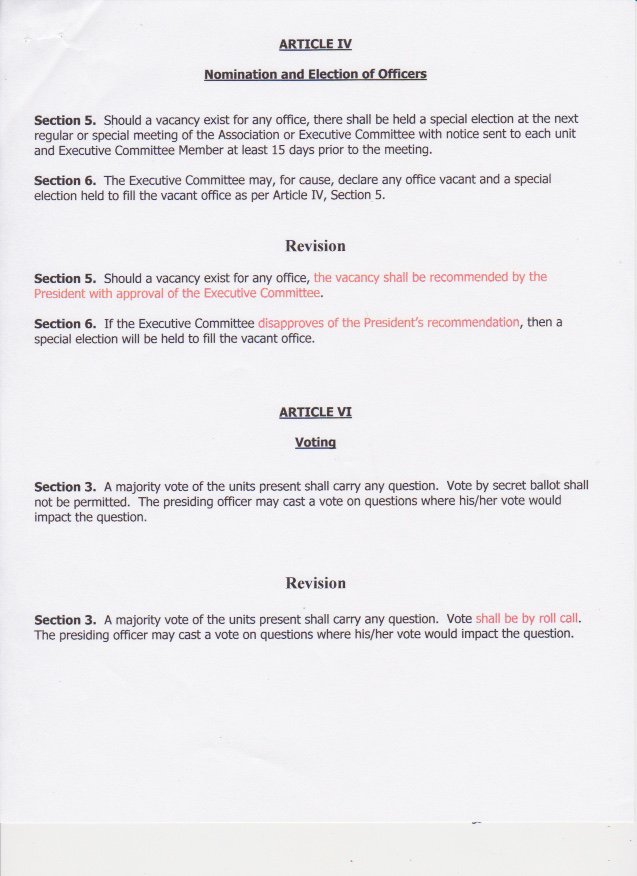 ARTICLE IV
Nomination and Election of Officers
Section 5. Should a vacancy exist for any office, there shall be held a special election at the next
regular or special meeting of the Association or Executive Committee with notice sent to each unit
and Executive Committee Member at least 15 days prior to the meeting.
Section 6. The Executive Committee may, for cause, declare any office vacant and a special
election held to fill the vacant office as per Article IV, Section 5.
Revision
Section 5. Should a vacancy exist for any office, the vacancy shall be recommended by the
President with approval of the Executive Committee.
Section 6. If the Executive Committee disapproves of the President's recommendation, then a
special election will be held to fill the vacant office.
ARTICLE VI
Voting
Section 3. A majority vote of the units present shall carry any question. Vote by secret ballot shall
not be permitted. The presiding officer may cast a vote on questions where his/her vote would
impact the question.
Revision
Section 3. A majority vote of the units present shall carry any question. Vote shall be by roll call.
The presiding officer may cast a vote on questions where his/her vote would impact the question.